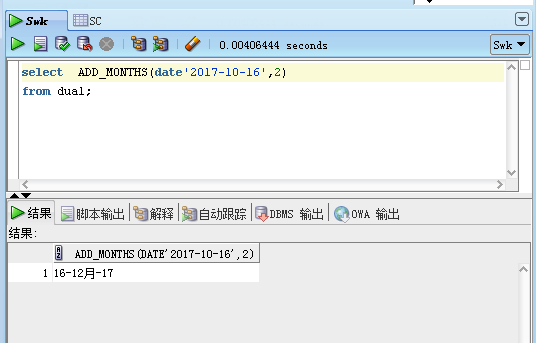 Swk SC
0.00406444 seconds Swk
select ADD_MONTHS(date'2017-10-16',2)
from dual;
结果 脚本输出 解释 自动跟踪 DBMS 输出 OWA 输出
结果:
ADD_MONTHS(DATE'2017-10-16',2)
1 16-12月-17